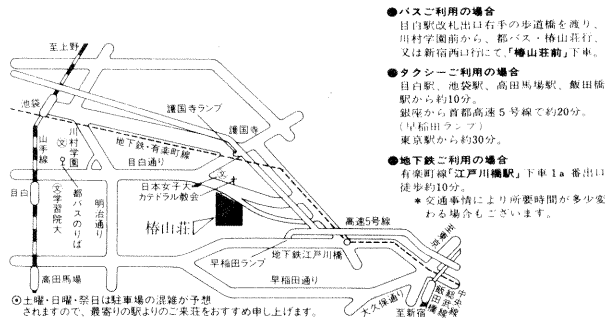 ●バスご利用の場合
目白駅改札出口右手の歩道橋を渡り、
川村学園前から、都バス・椿山荘行、
又は新宿西口行にて、「椿山荘前」下車。
●タクシーご利用の場合
目白駅、池袋駅、高田馬場駅、飯田橋
駅から約10分。
銀座から首都高速5号線で約20分。
(早稲田ランプ)
東京駅から約30分。
●地下鉄ご利用の場合
有楽町線「江戸川橋駅」下車1a番出口
徒歩約10分。
*交通事情により所要時間が多少変
わる場合もございます。
至上野
池袋
山手線
川村学園
文
護国寺ランプ
護国寺
地下鉄・有楽町線
目白通り
目白
文
学習院大
都バスのりば
明治通り
日本女子大
文
カテドラル教会
椿山荘
高速5号線
早稲田ランプ
地下鉄江戸川橋
早稲田通り
高田馬場
大久保通り
至新宿
至東京
飯田橋
総武線
中央線
⊙土曜・日曜・祭日は駐車場の混雑が予想
されますので、最寄りの駅よりのご来荘をおすすめ申し上げます。